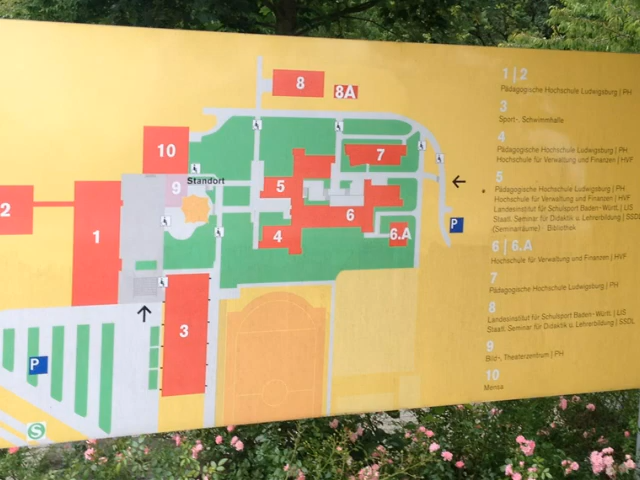 8
8A
10
7
9
Standort
5
2
1
6
4
6.A
P
3
P
S
1 | 2
Pädagogische Hochschule Ludwigsburg | PH
3
Sport-, Schwimmhalle
4
Pädagogische Hochschule Ludwigsburg | PH
Hochschule für Verwaltung und Finanzen | HVF
5
Pädagogische Hochschule Ludwigsburg | PH
Hochschule für Verwaltung und Finanzen | HVF
Landesinstitut für Schulsport Baden-Württ. | LIS
Staatl. Seminar für Didaktik u. Lehrerbildung | SSDL
(Seminarräume) · Bibliothek
6 | 6.A
Hochschule für Verwaltung und Finanzen | HVF
7
Pädagogische Hochschule Ludwigsburg | PH
8
Landesinstitut für Schulsport Baden-Württ. | LIS
Staatl. Seminar für Didaktik u. Lehrerbildung | SSDL
9
Bild-, Theaterzentrum | PH
10
Mensa